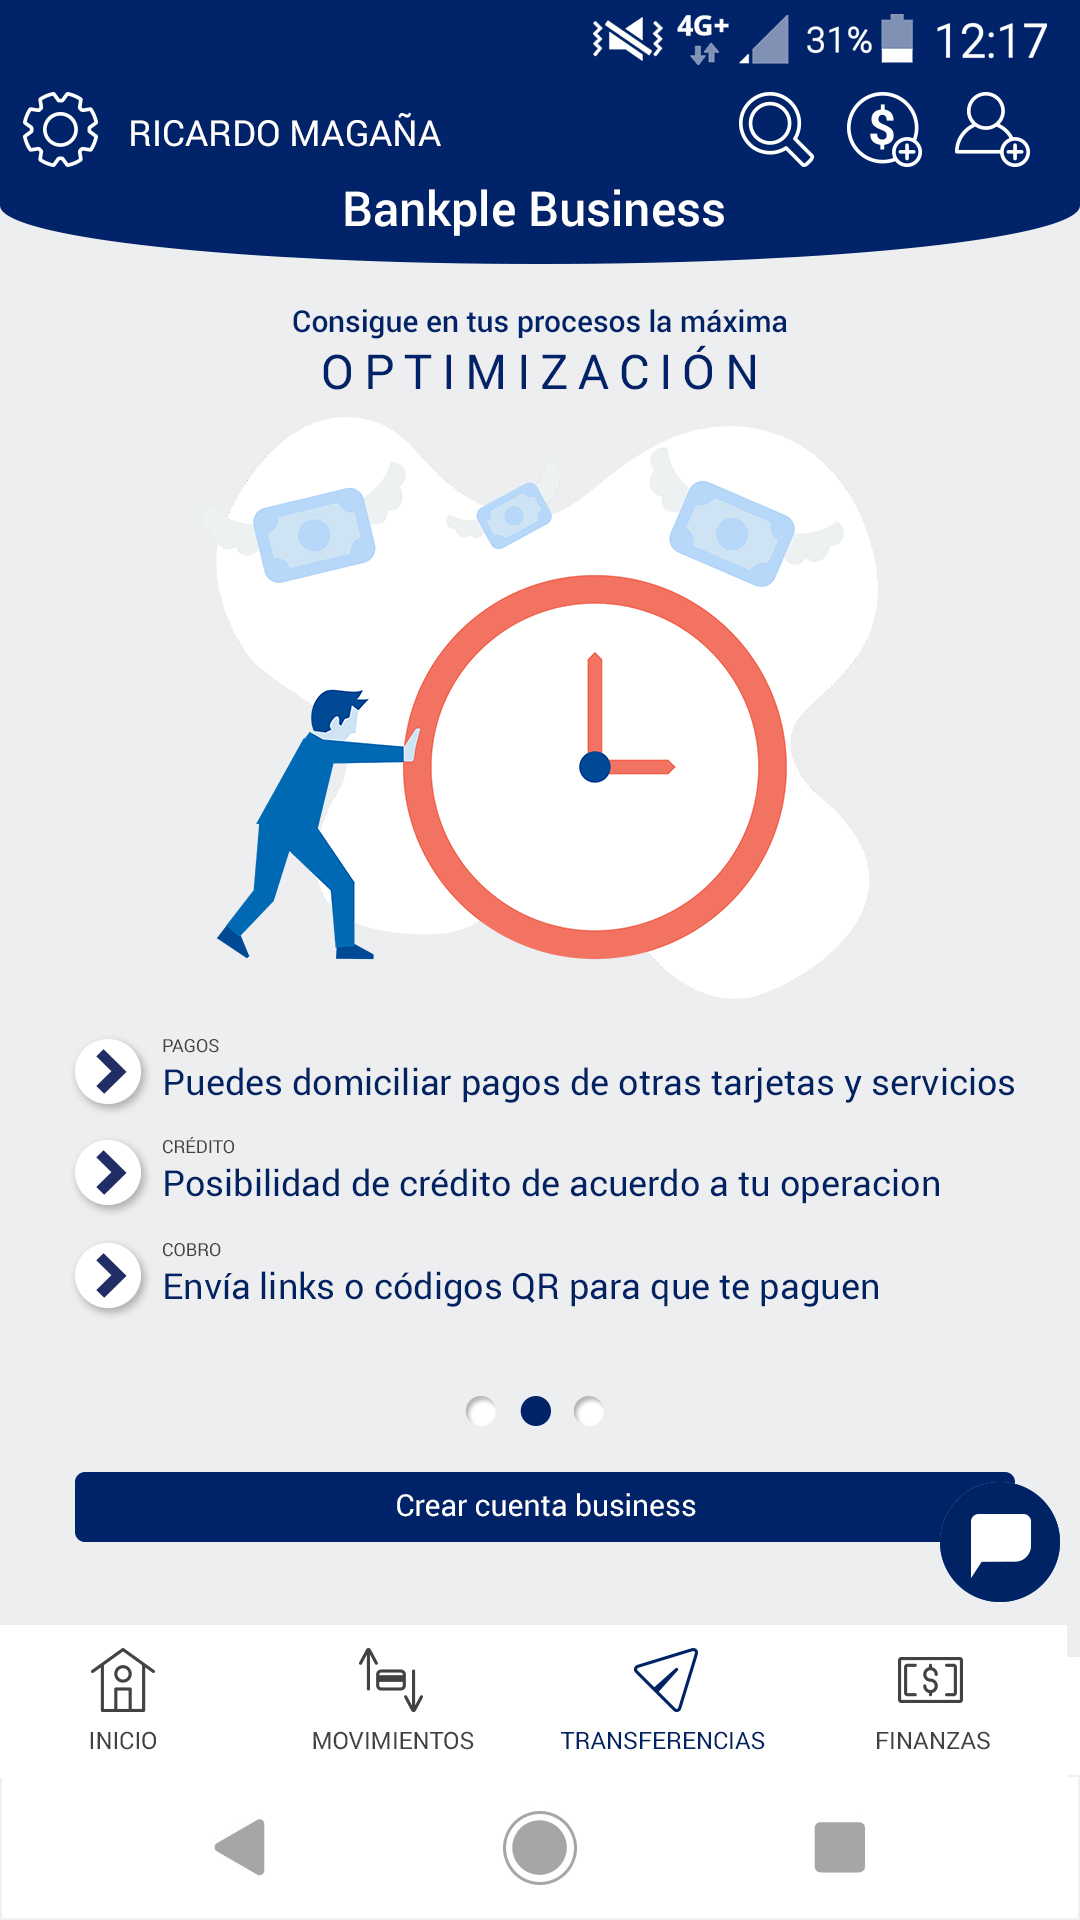 4G+ 31% 12:17
RICARDO MAGAÑA
Bankple Business
Consigue en tus procesos la máxima
OPTIMIZACIÓN
PAGOS
Puedes domiciliar pagos de otras tarjetas y servicios
CRÉDITO
Posibilidad de crédito de acuerdo a tu operacion
COBRO
Envía links o códigos QR para que te paguen
Crear cuenta business
INICIO MOVIMIENTOS TRANSFERENCIAS FINANZAS